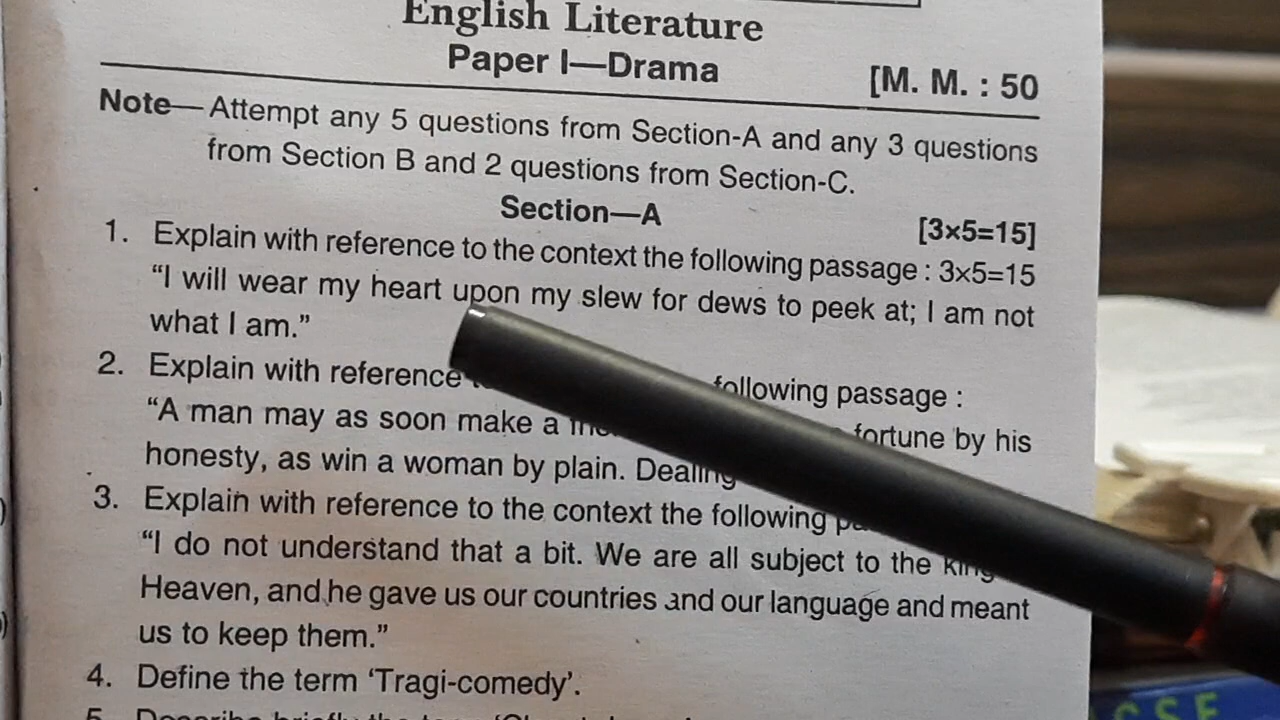 English Literature
Paper I—Drama
[M. M. : 50
Note— Attempt any 5 questions from Section-A and any 3 questions
from Section B and 2 questions from Section-C.
Section—A
[3×5=15]
1. Explain with reference to the context the following passage : 3×5=15
“I will wear my heart upon my slew for dews to peek at; I am not
what I am.”
2. Explain with reference following passage :
“A man may as soon make a fortune by his
honesty, as win a woman by plain. Dealing
3. Explain with reference to the context the following
“I do not understand that a bit. We are all subject to the king
Heaven, and he gave us our countries and our language and meant
us to keep them.”
4. Define the term ‘Tragi-comedy’.
5. Describe briefly the